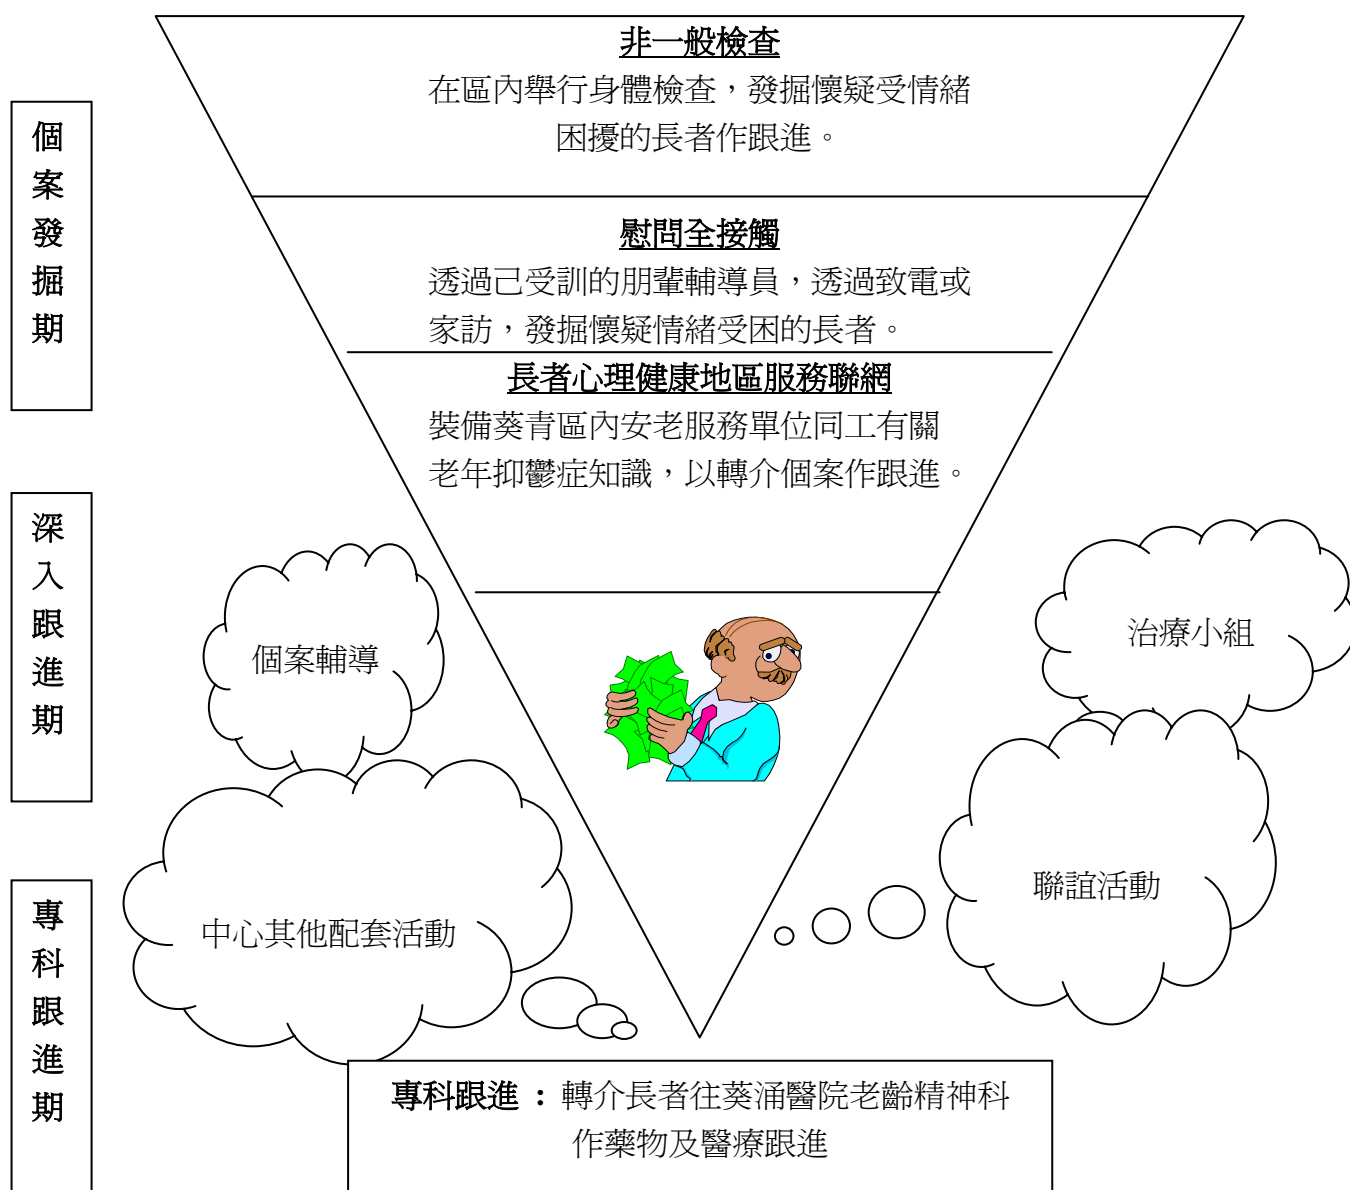 非一般檢查
在區內舉行身體檢查，發掘懷疑受情緒
困擾的長者作跟進。
個案發掘期
慰問全接觸
透過己受訓的朋輩輔導員，透過致電或
家訪，發掘懷疑情緒受困的長者。
長者心理健康地區服務聯網
裝備葵青區內安老服務單位同工有關
老年抑鬱症知識，以轉介個案作跟進。
深入跟進期
個案輔導
治療小組
中心其他配套活動
聯誼活動
專科跟進期
專科跟進：轉介長者往葵涌醫院老齡精神科
作藥物及醫療跟進